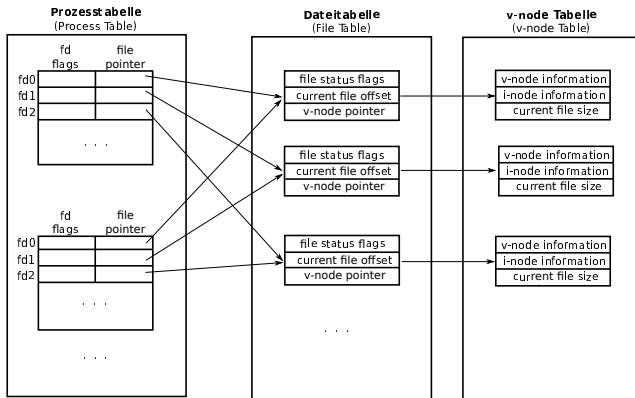 Prozesstabelle
(Process Table)
fd flags
file pointer
fd0
fd1
fd2
. . .
fd flags
file pointer
fd0
fd1
fd2
. . .
. . .
Dateitabelle
(File Table)
file status flags
current file offset
v-node pointer
file status flags
current file offset
v-node pointer
file status flags
current file offset
v-node pointer
. . .
v-node Tabelle
(v-node Table)
v-node information
i-node information
current file size
v-node information
i-node information
current file size
v-node information
i-node information
current file size